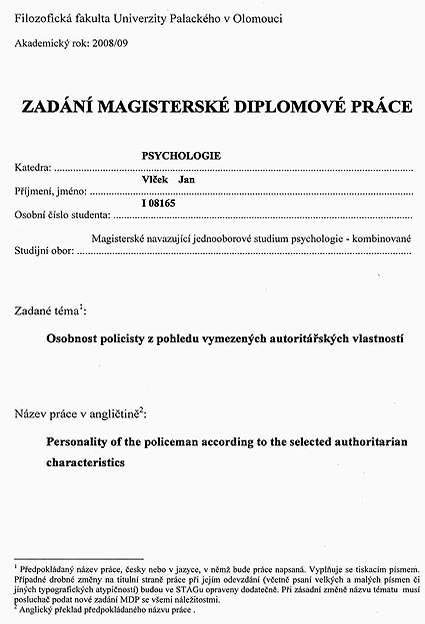 Filozofická fakulta Univerzity Palackého v Olomouci
Akademický rok: 2008/09
ZADÁNÍ MAGISTERSKÉ DIPLOMOVÉ PRÁCE
PSYCHOLOGIE
Katedra: ....................................................................................................
Vlček Jan
Příjmení, jméno: ....................................................................................................
I 08165
Osobní číslo studenta: ....................................................................................................
Magisterské navazující jednooborové studium psychologie - kombinované
Studijní obor: ....................................................................................................
Zadané téma¹:
Osobnost policisty z pohledu vymezených autoritářských vlastností
Název práce v angličtině²:
Personality of the policeman according to the selected authoritarian
characteristics
¹ Předpokládaný název práce, česky nebo v jazyce, v němž bude práce napsaná. Vyplňuje se tiskacím písmem.
Případné drobné změny na titulní straně práce při jejím odevzdání (včetně psaní velkých a malých písmen či
jiných typografických atypičností) budou ve STAGu opraveny dodatečně. Při zásadní změně názvu tématu musí
posluchač podat nové zadání MDP se všemi náležitostmi.
² Anglický překlad předpokládaného názvu práce .